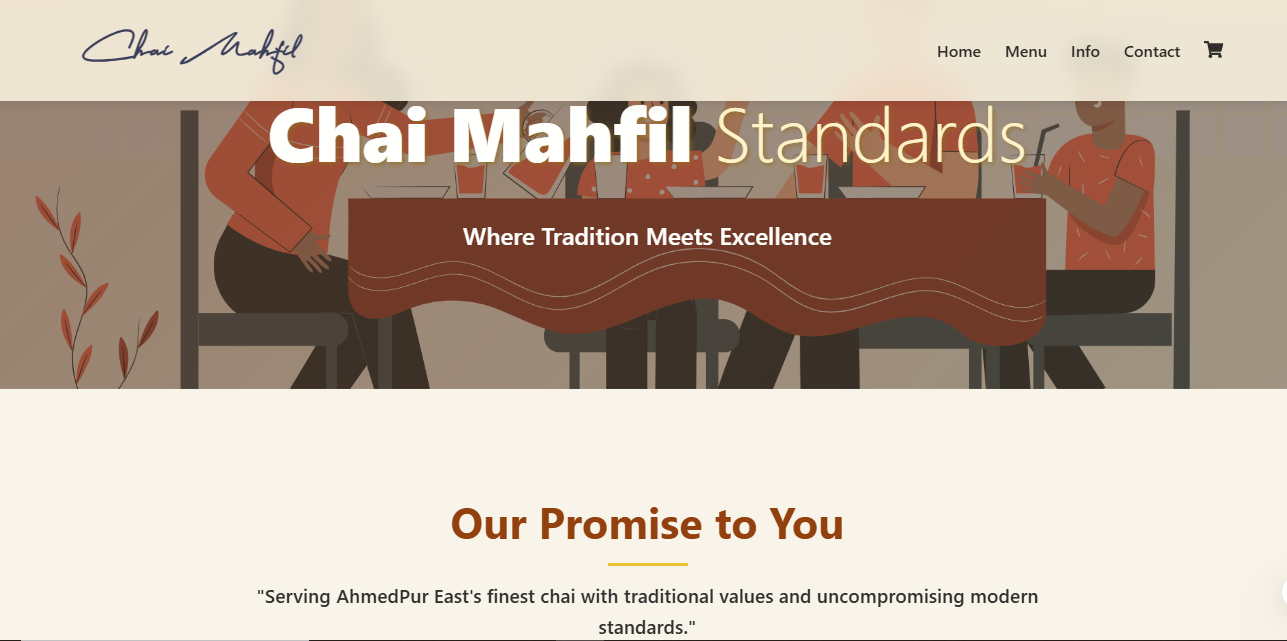 Chai Mahfil
Home Menu Info Contact
Chai Mahfil Standards
Where Tradition Meets Excellence
Our Promise to You
"Serving AhmedPur East's finest chai with traditional values and uncompromising modern
standards."